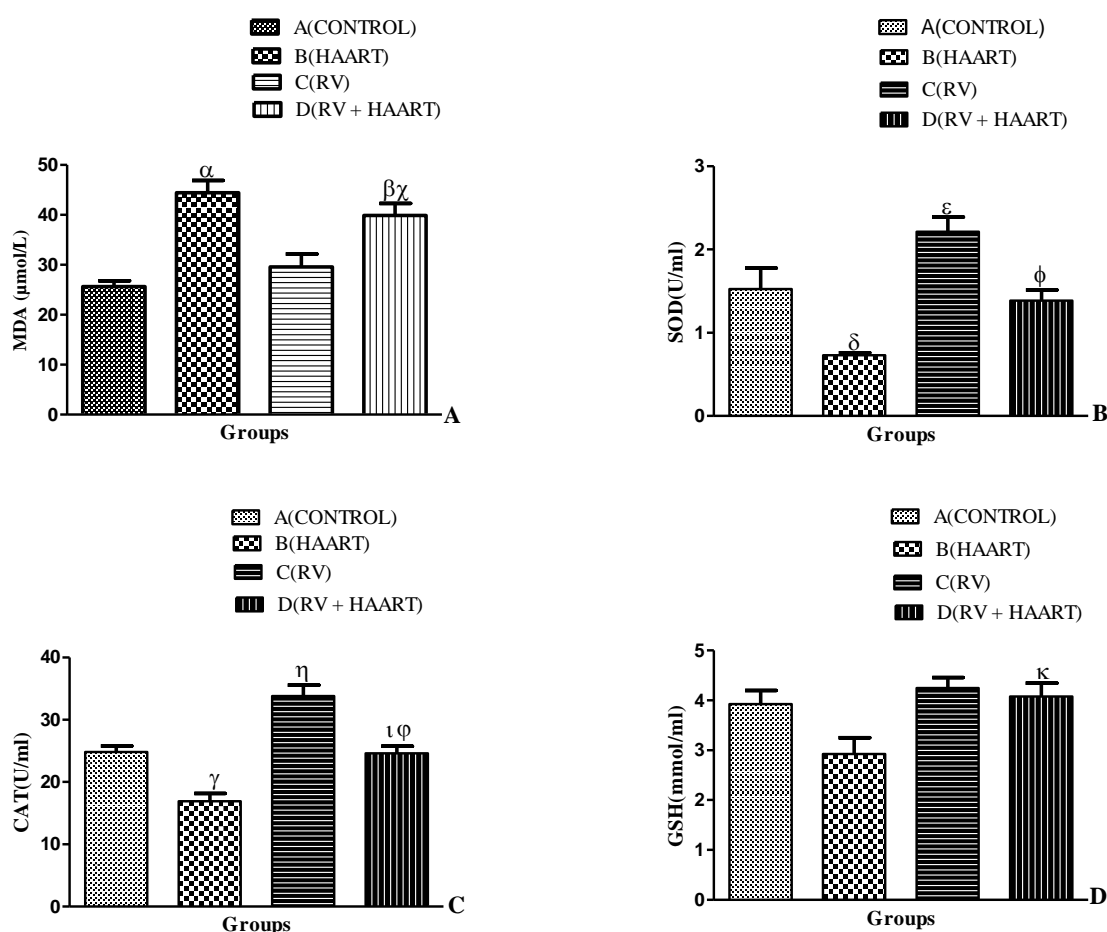 A(CONTROL)
B(HAART)
C(RV)
D(RV + HAART)
50
40
30
20
10
0
MDA (µmol/L)
α
βχ
Groups
A
A(CONTROL)
B(HAART)
C(RV)
D(RV + HAART)
3
2
1
0
SOD(U/ml)
δ
ε
ϕ
Groups
B
A(CONTROL)
B(HAART)
C(RV)
D(RV + HAART)
40
30
20
10
0
CAT(U/ml)
γ
η
ι φ
Groups
C
A(CONTROL)
B(HAART)
C(RV)
D(RV + HAART)
5
4
3
2
1
0
GSH(mmol/ml)
κ
Groups
D